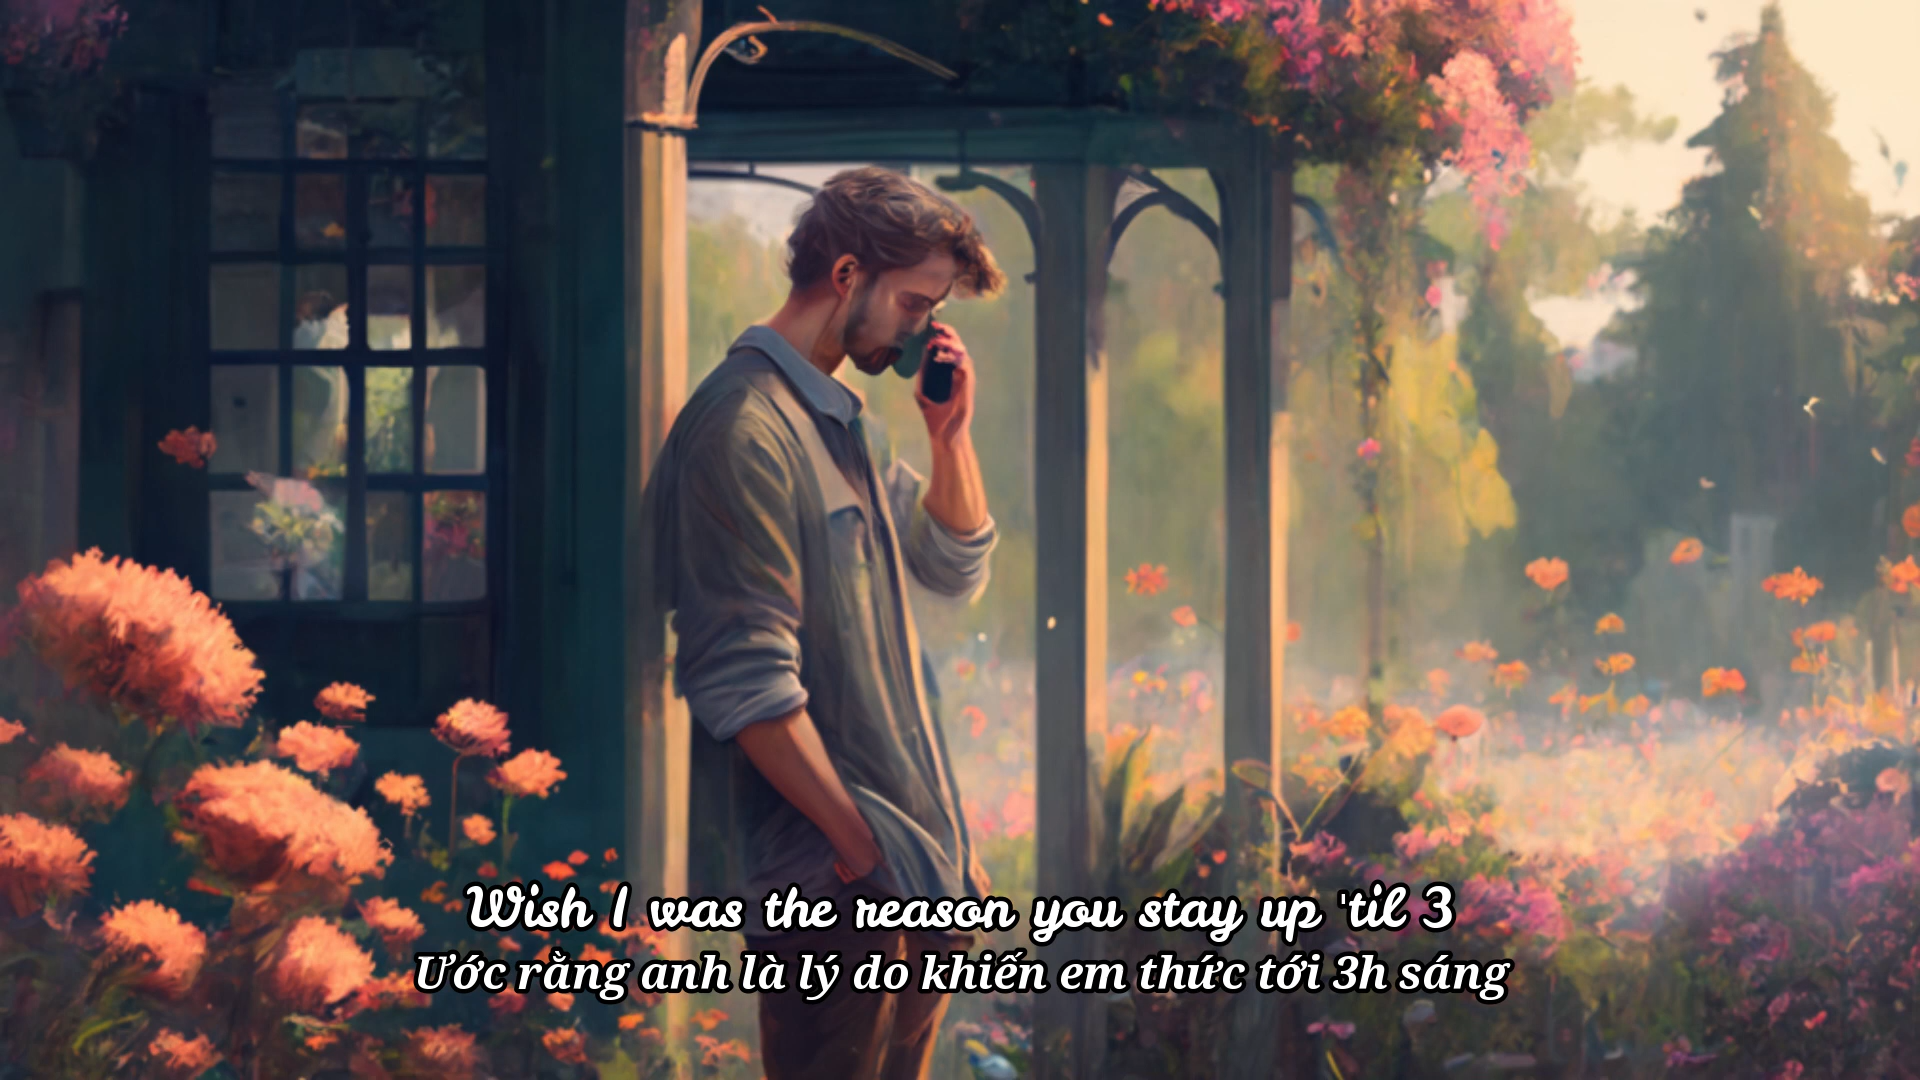 Wish I was the reason you stay up 'til 3
Ước rằng anh là lý do khiến em thức tới 3h sáng